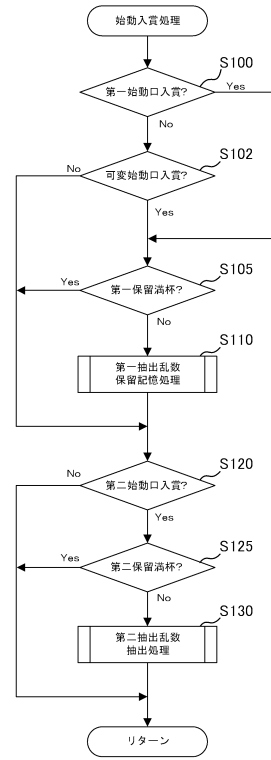 始動入賞処理
S100
第一始動口入賞?
Yes
No
S102
No
可変始動口入賞?
Yes
S105
Yes
第一保留満杯?
No
S110
第一抽出乱数
保留記憶処理
S120
No
第二始動口入賞?
Yes
S125
Yes
第二保留満杯?
No
S130
第二抽出乱数
抽出処理
リターン